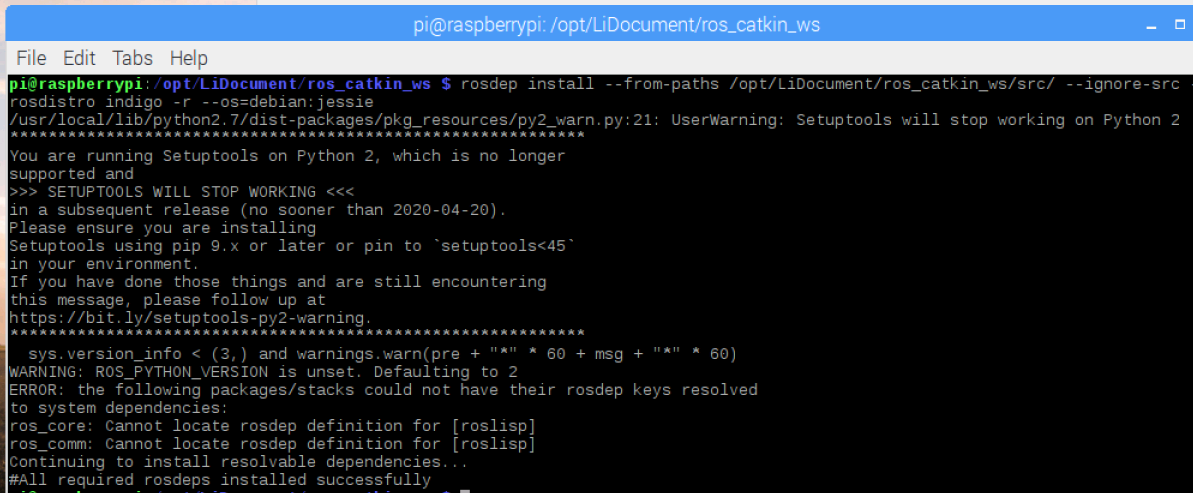 pi@raspberrypi: /opt/LiDocument/ros_catkin_ws
File Edit Tabs Help
pi@raspberrypi:/opt/LiDocument/ros_catkin_ws $ rosdep install --from-paths /opt/LiDocument/ros_catkin_ws/src/ --ignore-src
rosdistro indigo -r --os=debian:jessie
/usr/local/lib/python2.7/dist-packages/pkg_resources/py2_warn.py:21: UserWarning: Setuptools will stop working on Python 2
************************************************************
You are running Setuptools on Python 2, which is no longer
supported and
>>> SETUPTOOLS WILL STOP WORKING <<<
in a subsequent release (no sooner than 2020-04-20).
Please ensure you are installing
Setuptools using pip 9.x or later or pin to `setuptools<45`
in your environment.
If you have done those things and are still encountering
this message, please follow up at
https://bit.ly/setuptools-py2-warning.
************************************************************
sys.version_info < (3,) and warnings.warn(pre + "*" * 60 + msg + "*" * 60)
WARNING: ROS_PYTHON_VERSION is unset. Defaulting to 2
ERROR: the following packages/stacks could not have their rosdep keys resolved
to system dependencies:
ros_core: Cannot locate rosdep definition for [roslisp]
ros_comm: Cannot locate rosdep definition for [roslisp]
Continuing to install resolvable dependencies...
#All required rosdeps installed successfully